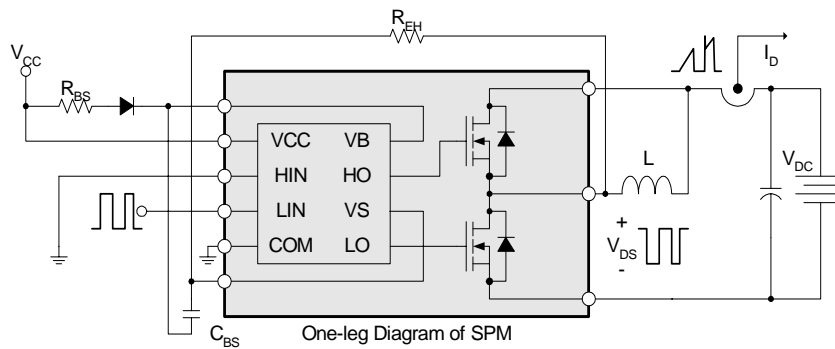 R_EH
I_D
V_CC
R_BS
VCC VB
HIN HO
LIN VS
COM LO
L
V_DC
+
V_DS
-
C_BS
One-leg Diagram of SPM